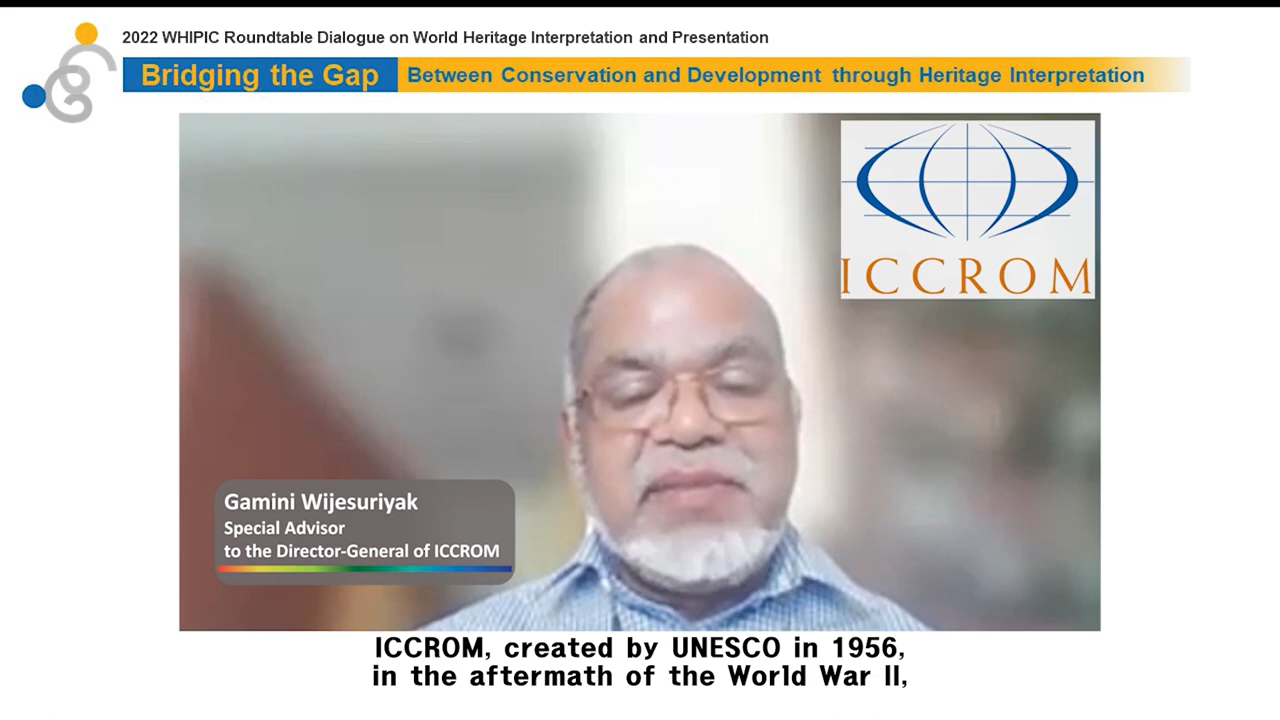 2022 WHIPIC Roundtable Dialogue on World Heritage Interpretation and Presentation
Bridging the Gap Between Conservation and Development through Heritage Interpretation
ICCROM
Gamini Wijesuriyak
Special Advisor
to the Director-General of ICCROM
ICCROM, created by UNESCO in 1956,
in the aftermath of the World War II,